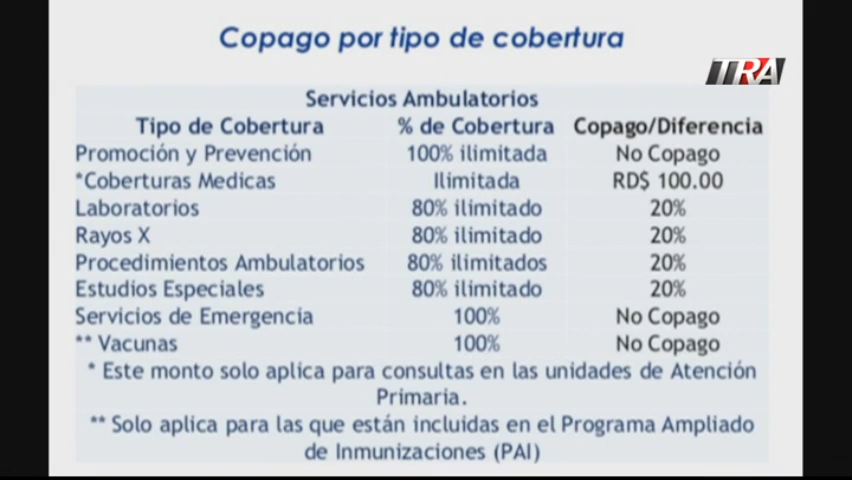 Copago por tipo de cobertura
TRA
Servicios Ambulatorios
Tipo de Cobertura % de Cobertura Copago/Diferencia
Promoción y Prevención 100% ilimitada No Copago
*Coberturas Medicas Ilimitada RD$ 100.00
Laboratorios 80% ilimitado 20%
Rayos X 80% ilimitado 20%
Procedimientos Ambulatorios 80% ilimitados 20%
Estudios Especiales 80% ilimitado 20%
Servicios de Emergencia 100% No Copago
** Vacunas 100% No Copago
* Este monto solo aplica para consultas en las unidades de Atención
Primaria.
** Solo aplica para las que están incluidas en el Programa Ampliado
de Inmunizaciones (PAI)